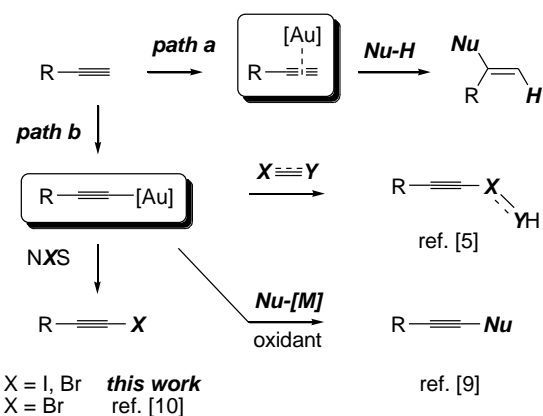 [Au]
R path a R Nu-H Nu
R H
path b
R [Au] X Y R X
YH
ref. [5]
NXS
Nu-[M]
R X oxidant R Nu
X = I, Br this work ref. [9]
X = Br ref. [10]